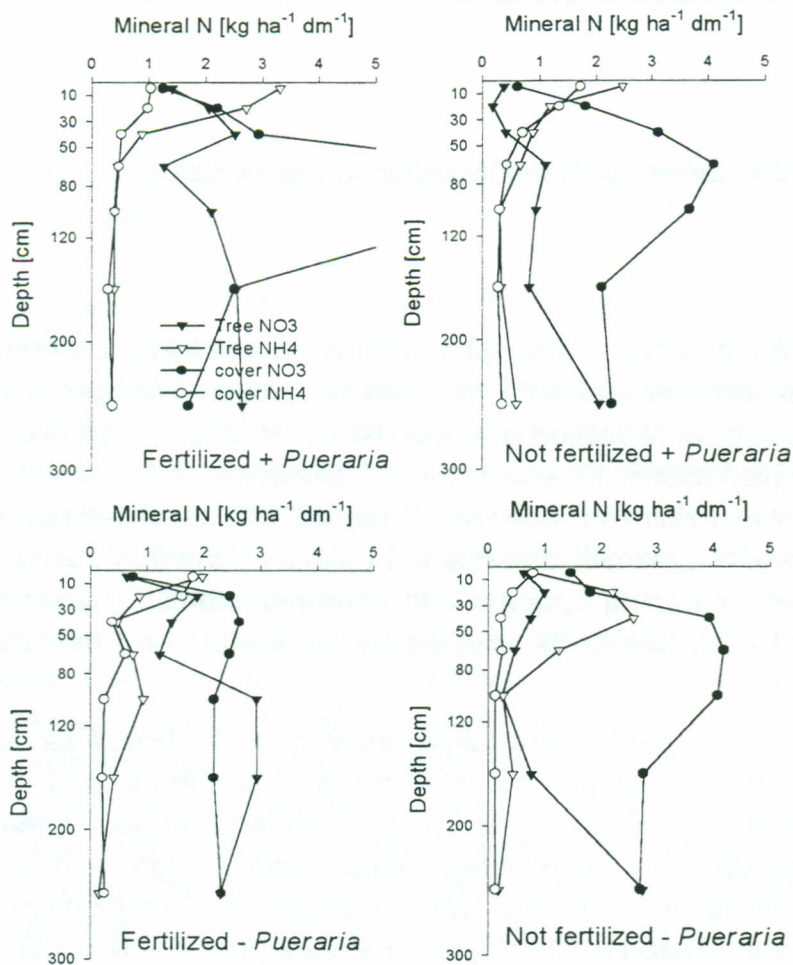 Mineral N [kg ha-1 dm-1]
0 1 2 3 4 5
10
30
50
80
120
200
300
Depth [cm]
Tree NO3
Tree NH4
cover NO3
cover NH4
Fertilized + Pueraria
Mineral N [kg ha-1 dm-1]
0 1 2 3 4 5
10
30
50
80
120
200
300
Depth [cm]
Not fertilized + Pueraria
Mineral N [kg ha-1 dm-1]
0 1 2 3 4 5
10
30
50
80
120
200
300
Depth [cm]
Fertilized - Pueraria
Mineral N [kg ha-1 dm-1]
0 1 2 3 4 5
10
30
50
80
120
200
300
Depth [cm]
Not fertilized - Pueraria